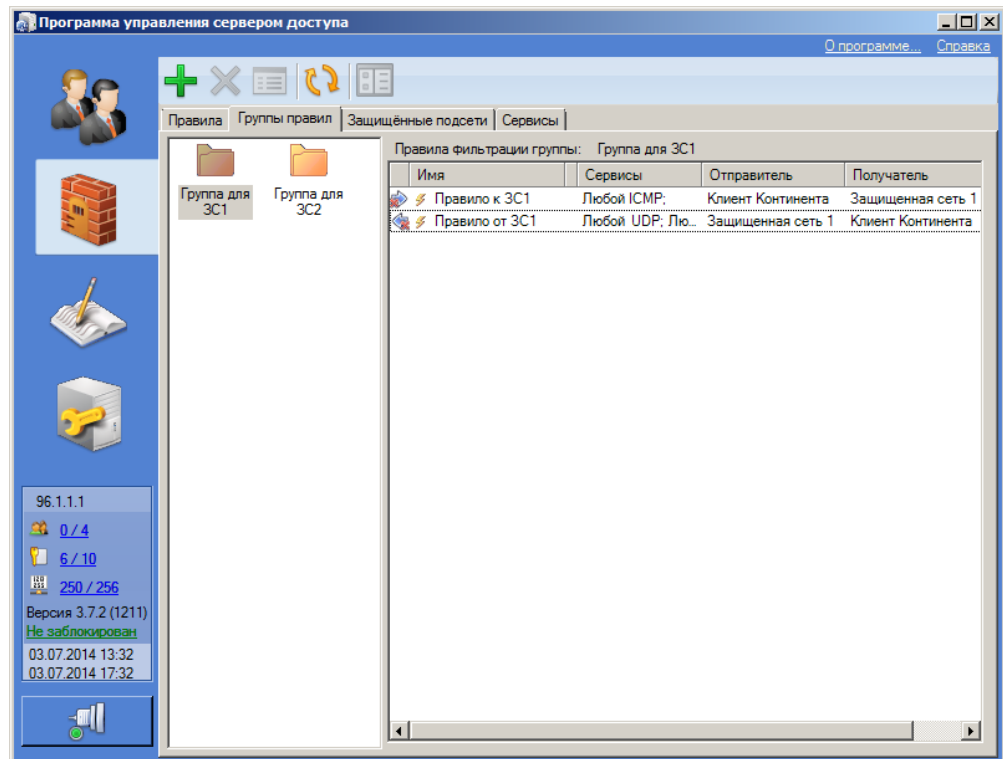 Программа управления сервером доступа
О программе... Справка
Правила Группы правил Защищённые подсети Сервисы
Правила фильтрации группы: Группа для ЗС1
Имя Сервисы Отправитель Получатель
Группа для ЗС1
Группа для ЗС2
Правило к ЗС1 Любой ICMP; Клиент Континента Защищенная сеть 1
Правило от ЗС1 Любой UDP; Лю... Защищенная сеть 1 Клиент Континента
96.1.1.1
0 / 4
6 / 10
250 / 256
Версия 3.7.2 (1211)
Не заблокирован
03.07.2014 13:32
03.07.2014 17:32